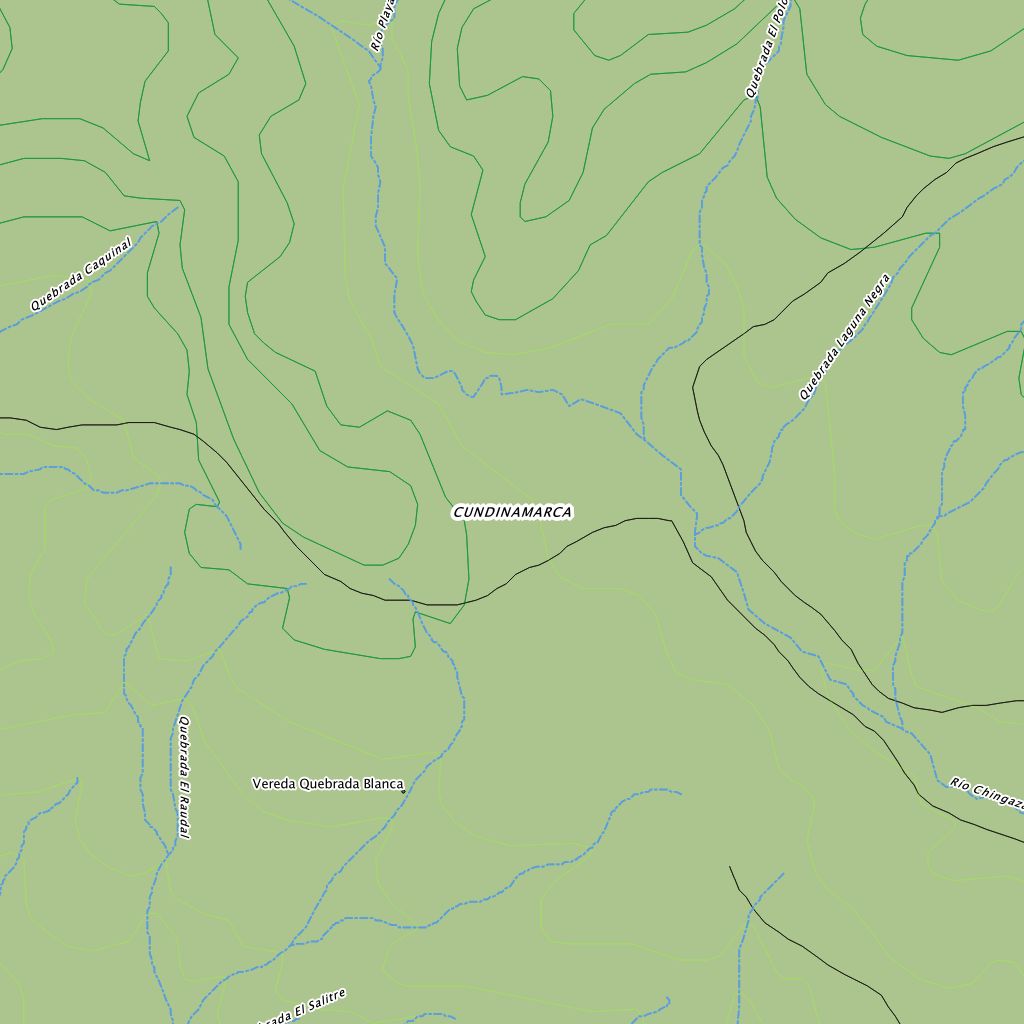 Río Playa
Quebrada El Polo
Quebrada Caquinal
Quebrada Laguna Negra
CUNDINAMARCA
Quebrada El Raudal
Vereda Quebrada Blanca
Río Chingaza
brada El Salitre